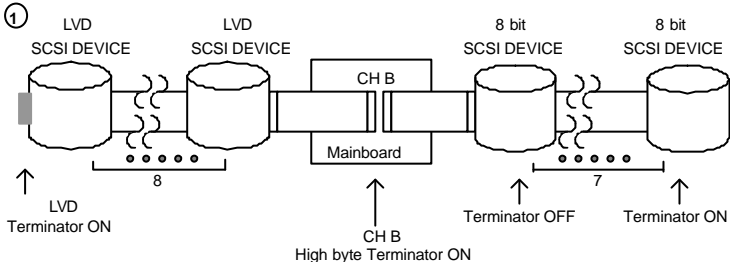 1
LVD
SCSI DEVICE
LVD
SCSI DEVICE
8 bit
SCSI DEVICE
8 bit
SCSI DEVICE
CH B
Mainboard
8
7
LVD
Terminator ON
CH B
High byte Terminator ON
Terminator OFF
Terminator ON